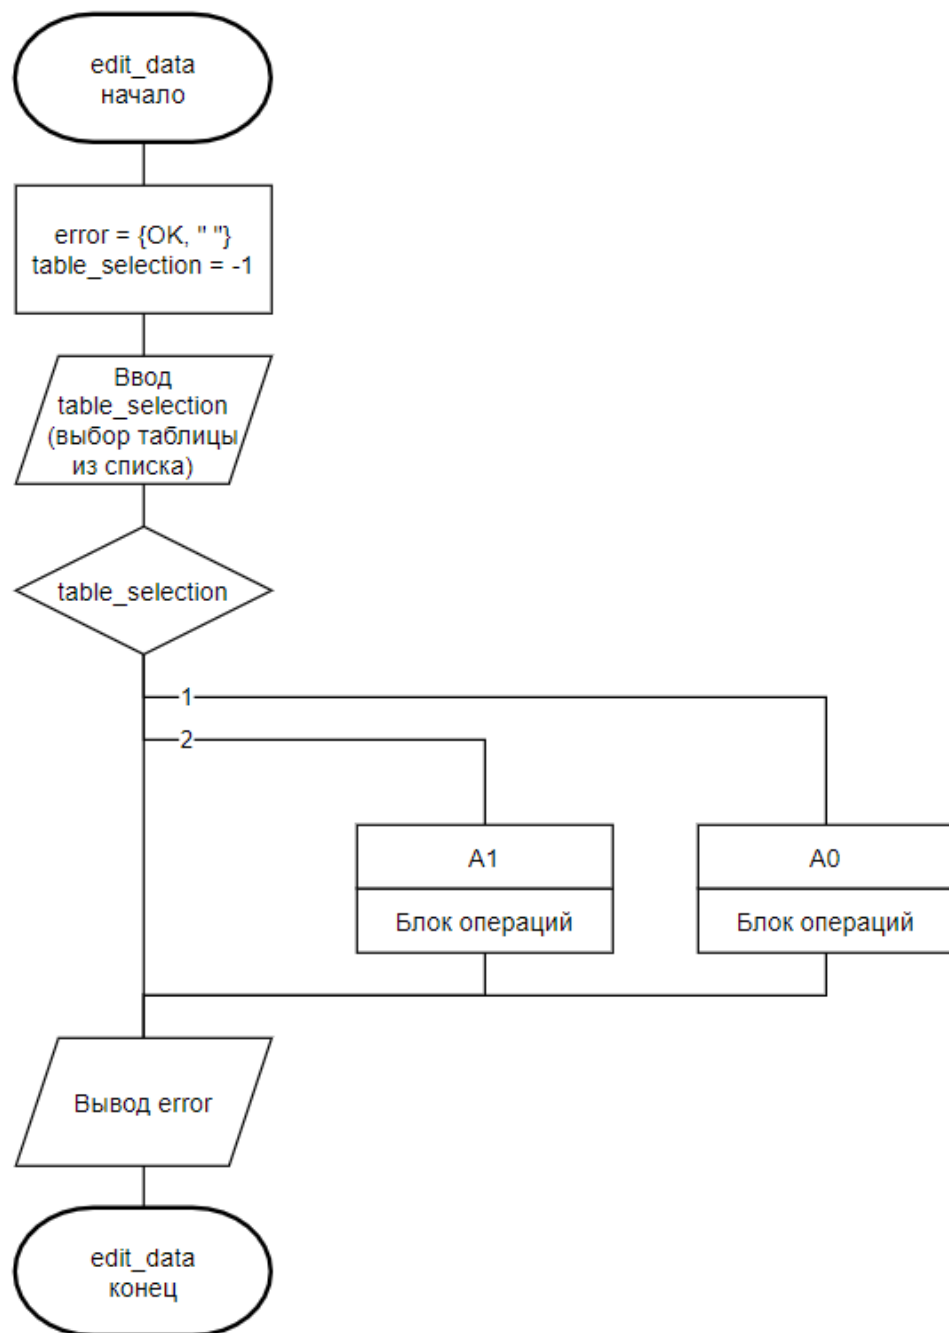 edit_data
начало
error = {OK, " "}
table_selection = -1
Ввод
table_selection
(выбор таблицы
из списка)
table_selection
1
2
A1
Блок операций
A0
Блок операций
Вывод error
edit_data
конец